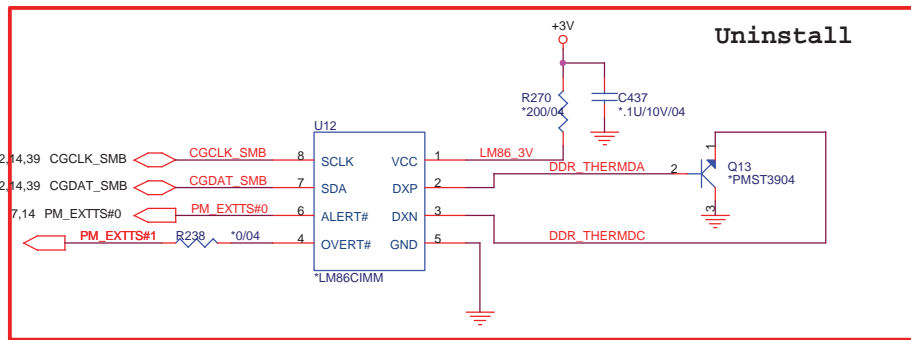 Uninstall
+3V
R270
*200/04
C437
*.1U/10V/04
U12
2,14,39 CGCLK_SMB CGCLK_SMB 8 SCLK VCC 1 LM86_3V
DDR_THERMDA 2 1 Q13
2,14,39 CGDAT_SMB CGDAT_SMB 7 SDA DXP 2
*PMST3904
7,14 PM_EXTTS#0 PM_EXTTS#0 6 ALERT# DXN 3 DDR_THERMDC 3
PM_EXTTS#1 R238 *0/04 4 OVERT# GND 5
*LM86CIMM